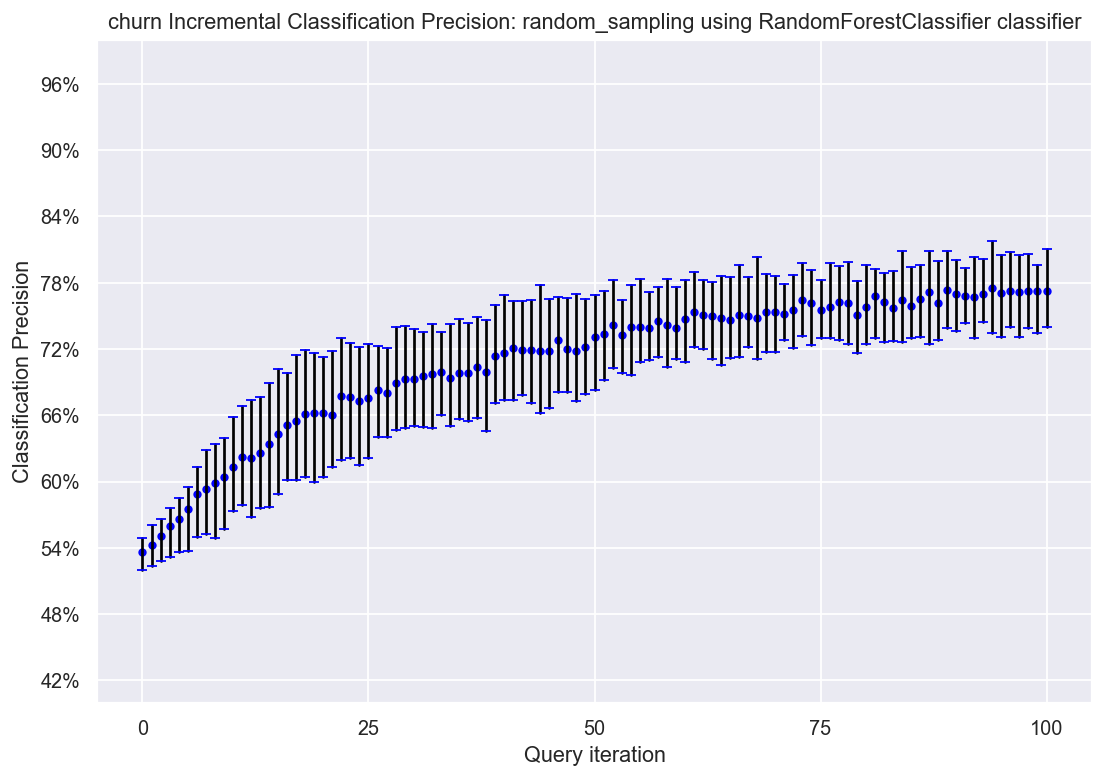 churn Incremental Classification Precision: random_sampling using RandomForestClassifier classifier
96%
90%
84%
78%
72%
66%
60%
54%
48%
42%
Classification Precision
0 25 50 75 100
Query iteration